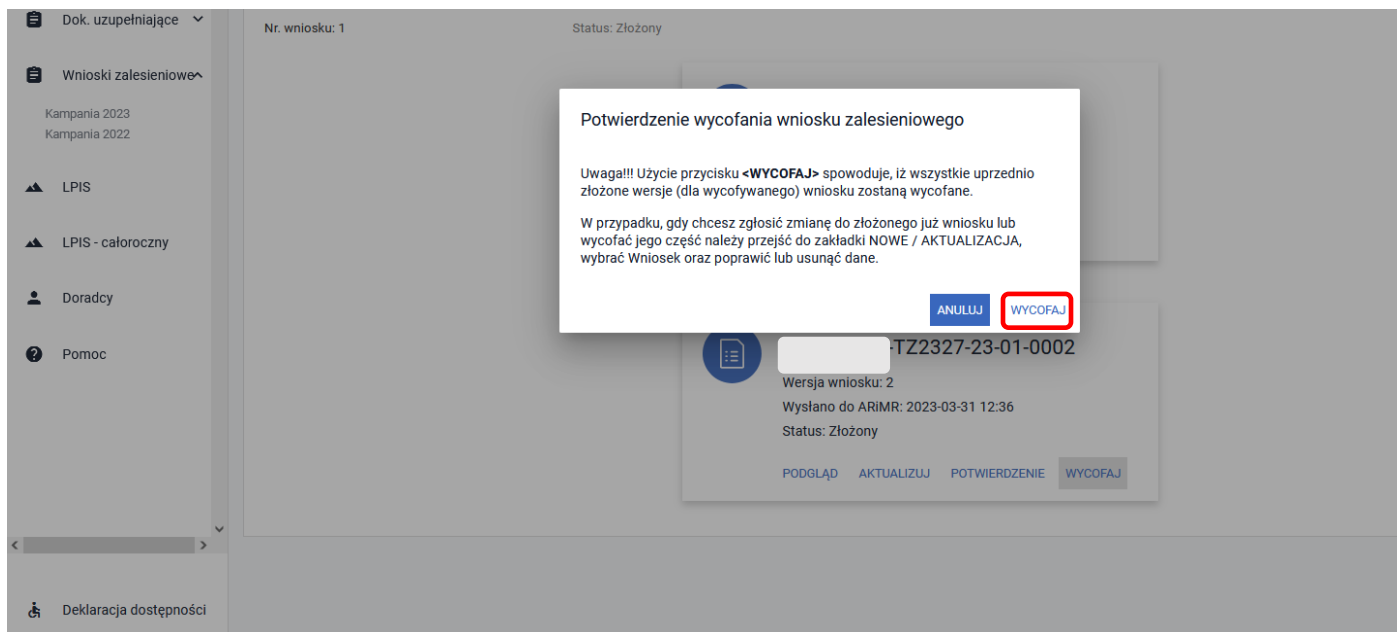 Dok. uzupełniające
Wnioski zalesieniowe
Kampania 2023
Kampania 2022
LPIS
LPIS - całoroczny
Doradcy
Pomoc
Deklaracja dostępności
Nr. wniosku: 1
Status: Złożony
Potwierdzenie wycofania wniosku zalesieniowego
Uwaga!!! Użycie przycisku <WYCOFAJ> spowoduje, iż wszystkie uprzednio
złożone wersje (dla wycofywanego) wniosku zostaną wycofane.
W przypadku, gdy chcesz zgłosić zmianę do złożonego już wniosku lub
wycofać jego część należy przejść do zakładki NOWE / AKTUALIZACJA,
wybrać Wniosek oraz poprawić lub usunąć dane.
ANULUJ WYCOFAJ
-TZ2327-23-01-0002
Wersja wniosku: 2
Wysłano do ARiMR: 2023-03-31 12:36
Status: Złożony
PODGLĄD AKTUALIZUJ POTWIERDZENIE WYCOFAJ